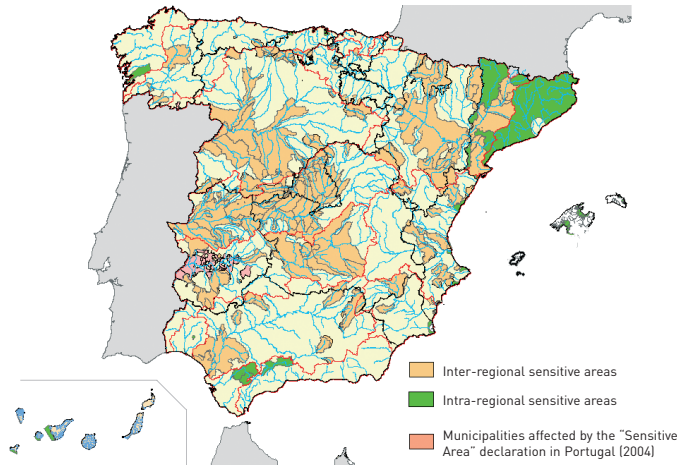 Inter-regional sensitive areas
Intra-regional sensitive areas
Municipalities affected by the "Sensitive
Area" declaration in Portugal (2004)